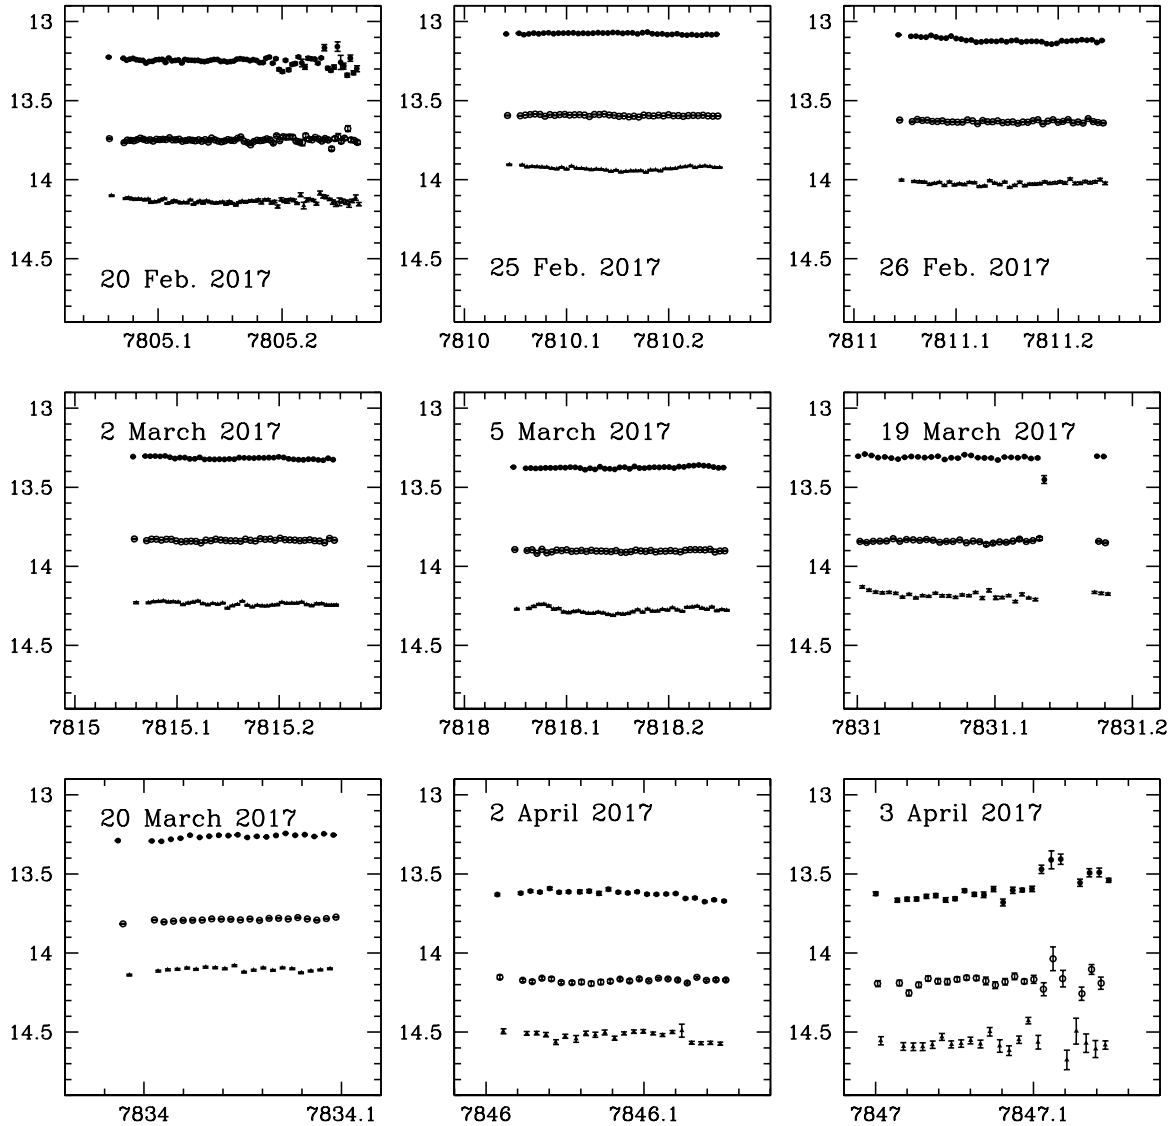 13
13.5
14
14.5
20 Feb. 2017
7805.1 7805.2
13
13.5
14
14.5
25 Feb. 2017
7810 7810.1 7810.2
13
13.5
14
14.5
26 Feb. 2017
7811 7811.1 7811.2
13
13.5
14
14.5
2 March 2017
7815 7815.1 7815.2
13
13.5
14
14.5
5 March 2017
7818 7818.1 7818.2
13
13.5
14
14.5
19 March 2017
7831 7831.1 7831.2
13
13.5
14
14.5
20 March 2017
7834 7834.1
13
13.5
14
14.5
2 April 2017
7846 7846.1
13
13.5
14
14.5
3 April 2017
7847 7847.1